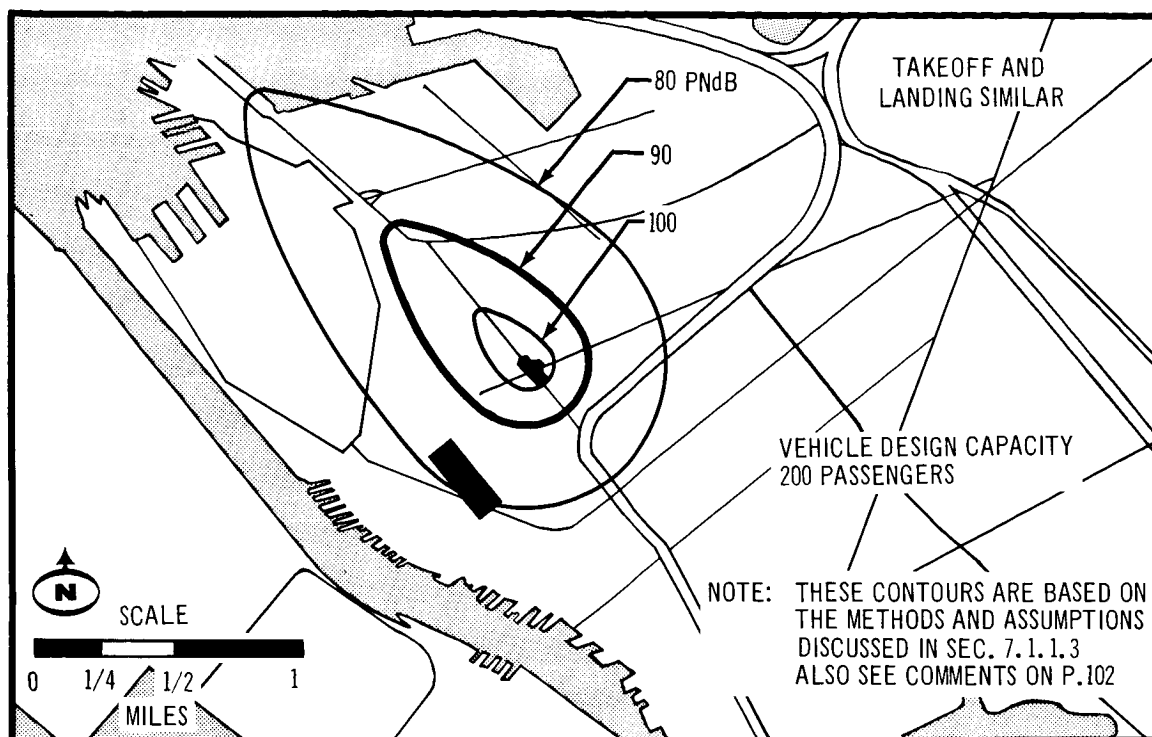 80 PNdB
TAKEOFF AND
LANDING SIMILAR
90
100
VEHICLE DESIGN CAPACITY
200 PASSENGERS
N
SCALE
0 1/4 1/2 1
MILES
NOTE: THESE CONTOURS ARE BASED ON
THE METHODS AND ASSUMPTIONS
DISCUSSED IN SEC. 7.1.1.3
ALSO SEE COMMENTS ON P.102